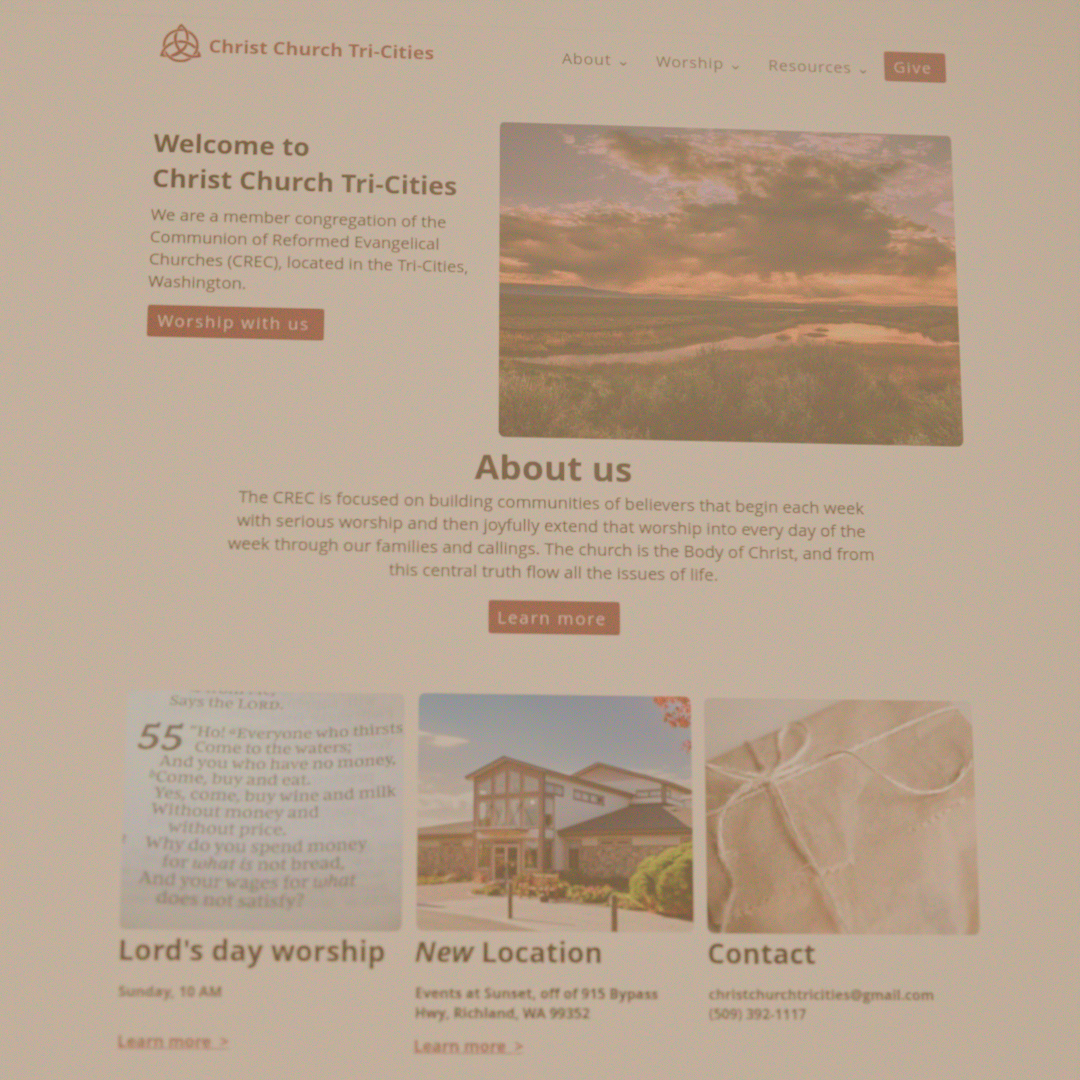 Christ Church Tri-Cities
About
Worship
Resources
Give
Welcome to
Christ Church Tri-Cities
We are a member congregation of the
Communion of Reformed Evangelical
Churches (CREC), located in the Tri-Cities,
Washington.
Worship with us
About us
The CREC is focused on building communities of believers that begin each week
with serious worship and then joyfully extend that worship into every day of the
week through our families and callings. The church is the Body of Christ, and from
this central truth flow all the issues of life.
Learn more
Says the LORD.
55 "Ho! Everyone who thirsts
Come to the waters;
And you who have no money,
Come, buy and eat.
Yes, come, buy wine and milk
Without money and
without price.
Why do you spend money
for what is not bread,
And your wages for what
does not satisfy?
Lord's day worship
Sunday, 10 AM
Learn more >
New Location
Events at Sunset, off of 915 Bypass
Hwy, Richland, WA 99352
Learn more >
Contact
christchurchtricities@gmail.com
(509) 392-1117